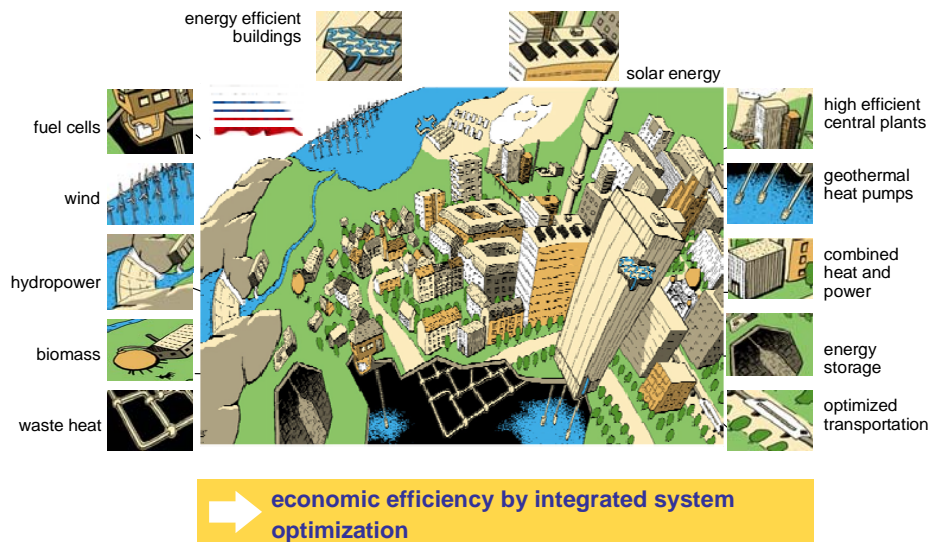 energy efficient
buildings
solar energy
fuel cells
high efficient
central plants
wind
geothermal
heat pumps
hydropower
combined
heat and
power
biomass
energy
storage
waste heat
optimized
transportation
economic efficiency by integrated system
optimization